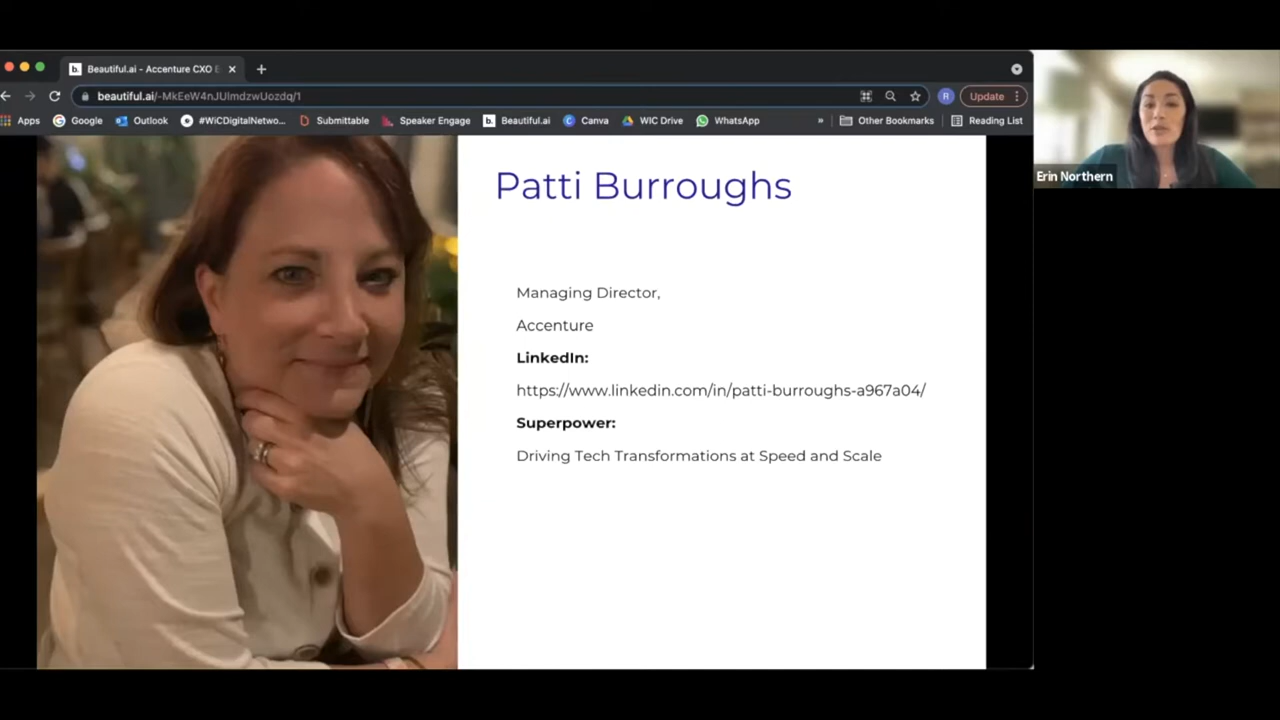 b. Beautiful.ai - Accenture CXO E
beautiful.ai/-MkEeW4nJUlmdzwUozdq/1
R
Update
Apps
Google
Outlook
#WiCDigitalNetwo...
Submittable
Speaker Engage
b. Beautiful.ai
C Canva
WIC Drive
WhatsApp
»
Other Bookmarks
Reading List
Erin Northern
Patti Burroughs
Managing Director,
Accenture
LinkedIn:
https://www.linkedin.com/in/patti-burroughs-a967a04/
Superpower:
Driving Tech Transformations at Speed and Scale